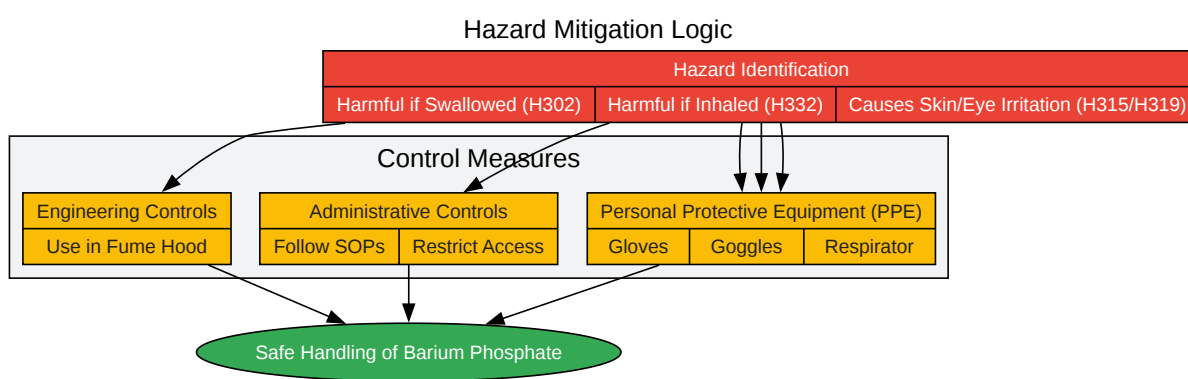 Hazard Mitigation Logic
Hazard Identification
Harmful if Swallowed (H302)
Harmful if Inhaled (H332)
Causes Skin/Eye Irritation (H315/H319)
Control Measures
Engineering Controls
Use in Fume Hood
Administrative Controls
Follow SOPs
Restrict Access
Personal Protective Equipment (PPE)
Gloves
Goggles
Respirator
Safe Handling of Barium Phosphate